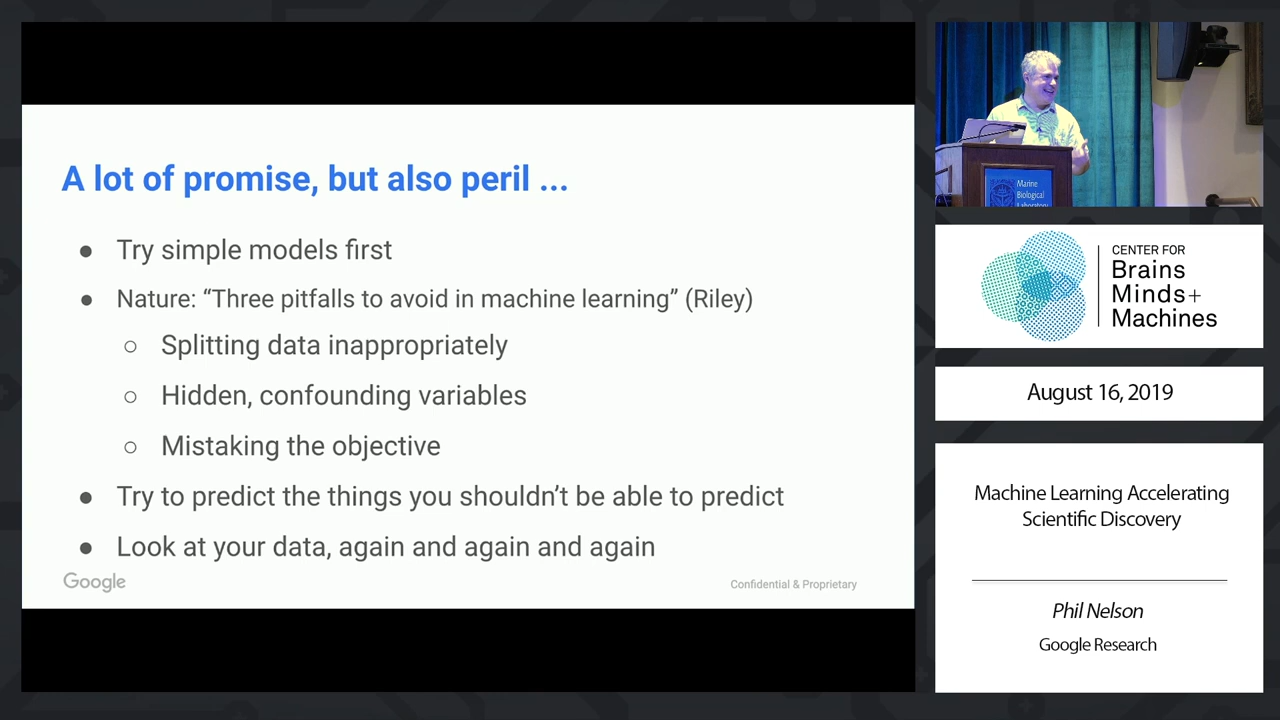 A lot of promise, but also peril ...
● Try simple models first
● Nature: “Three pitfalls to avoid in machine learning” (Riley)
○ Splitting data inappropriately
○ Hidden, confounding variables
○ Mistaking the objective
● Try to predict the things you shouldn’t be able to predict
● Look at your data, again and again and again
Google
Confidential & Proprietary
Marine
Biological
Laboratory
CENTER FOR
Brains
Minds+
Machines
August 16, 2019
Machine Learning Accelerating
Scientific Discovery
Phil Nelson
Google Research